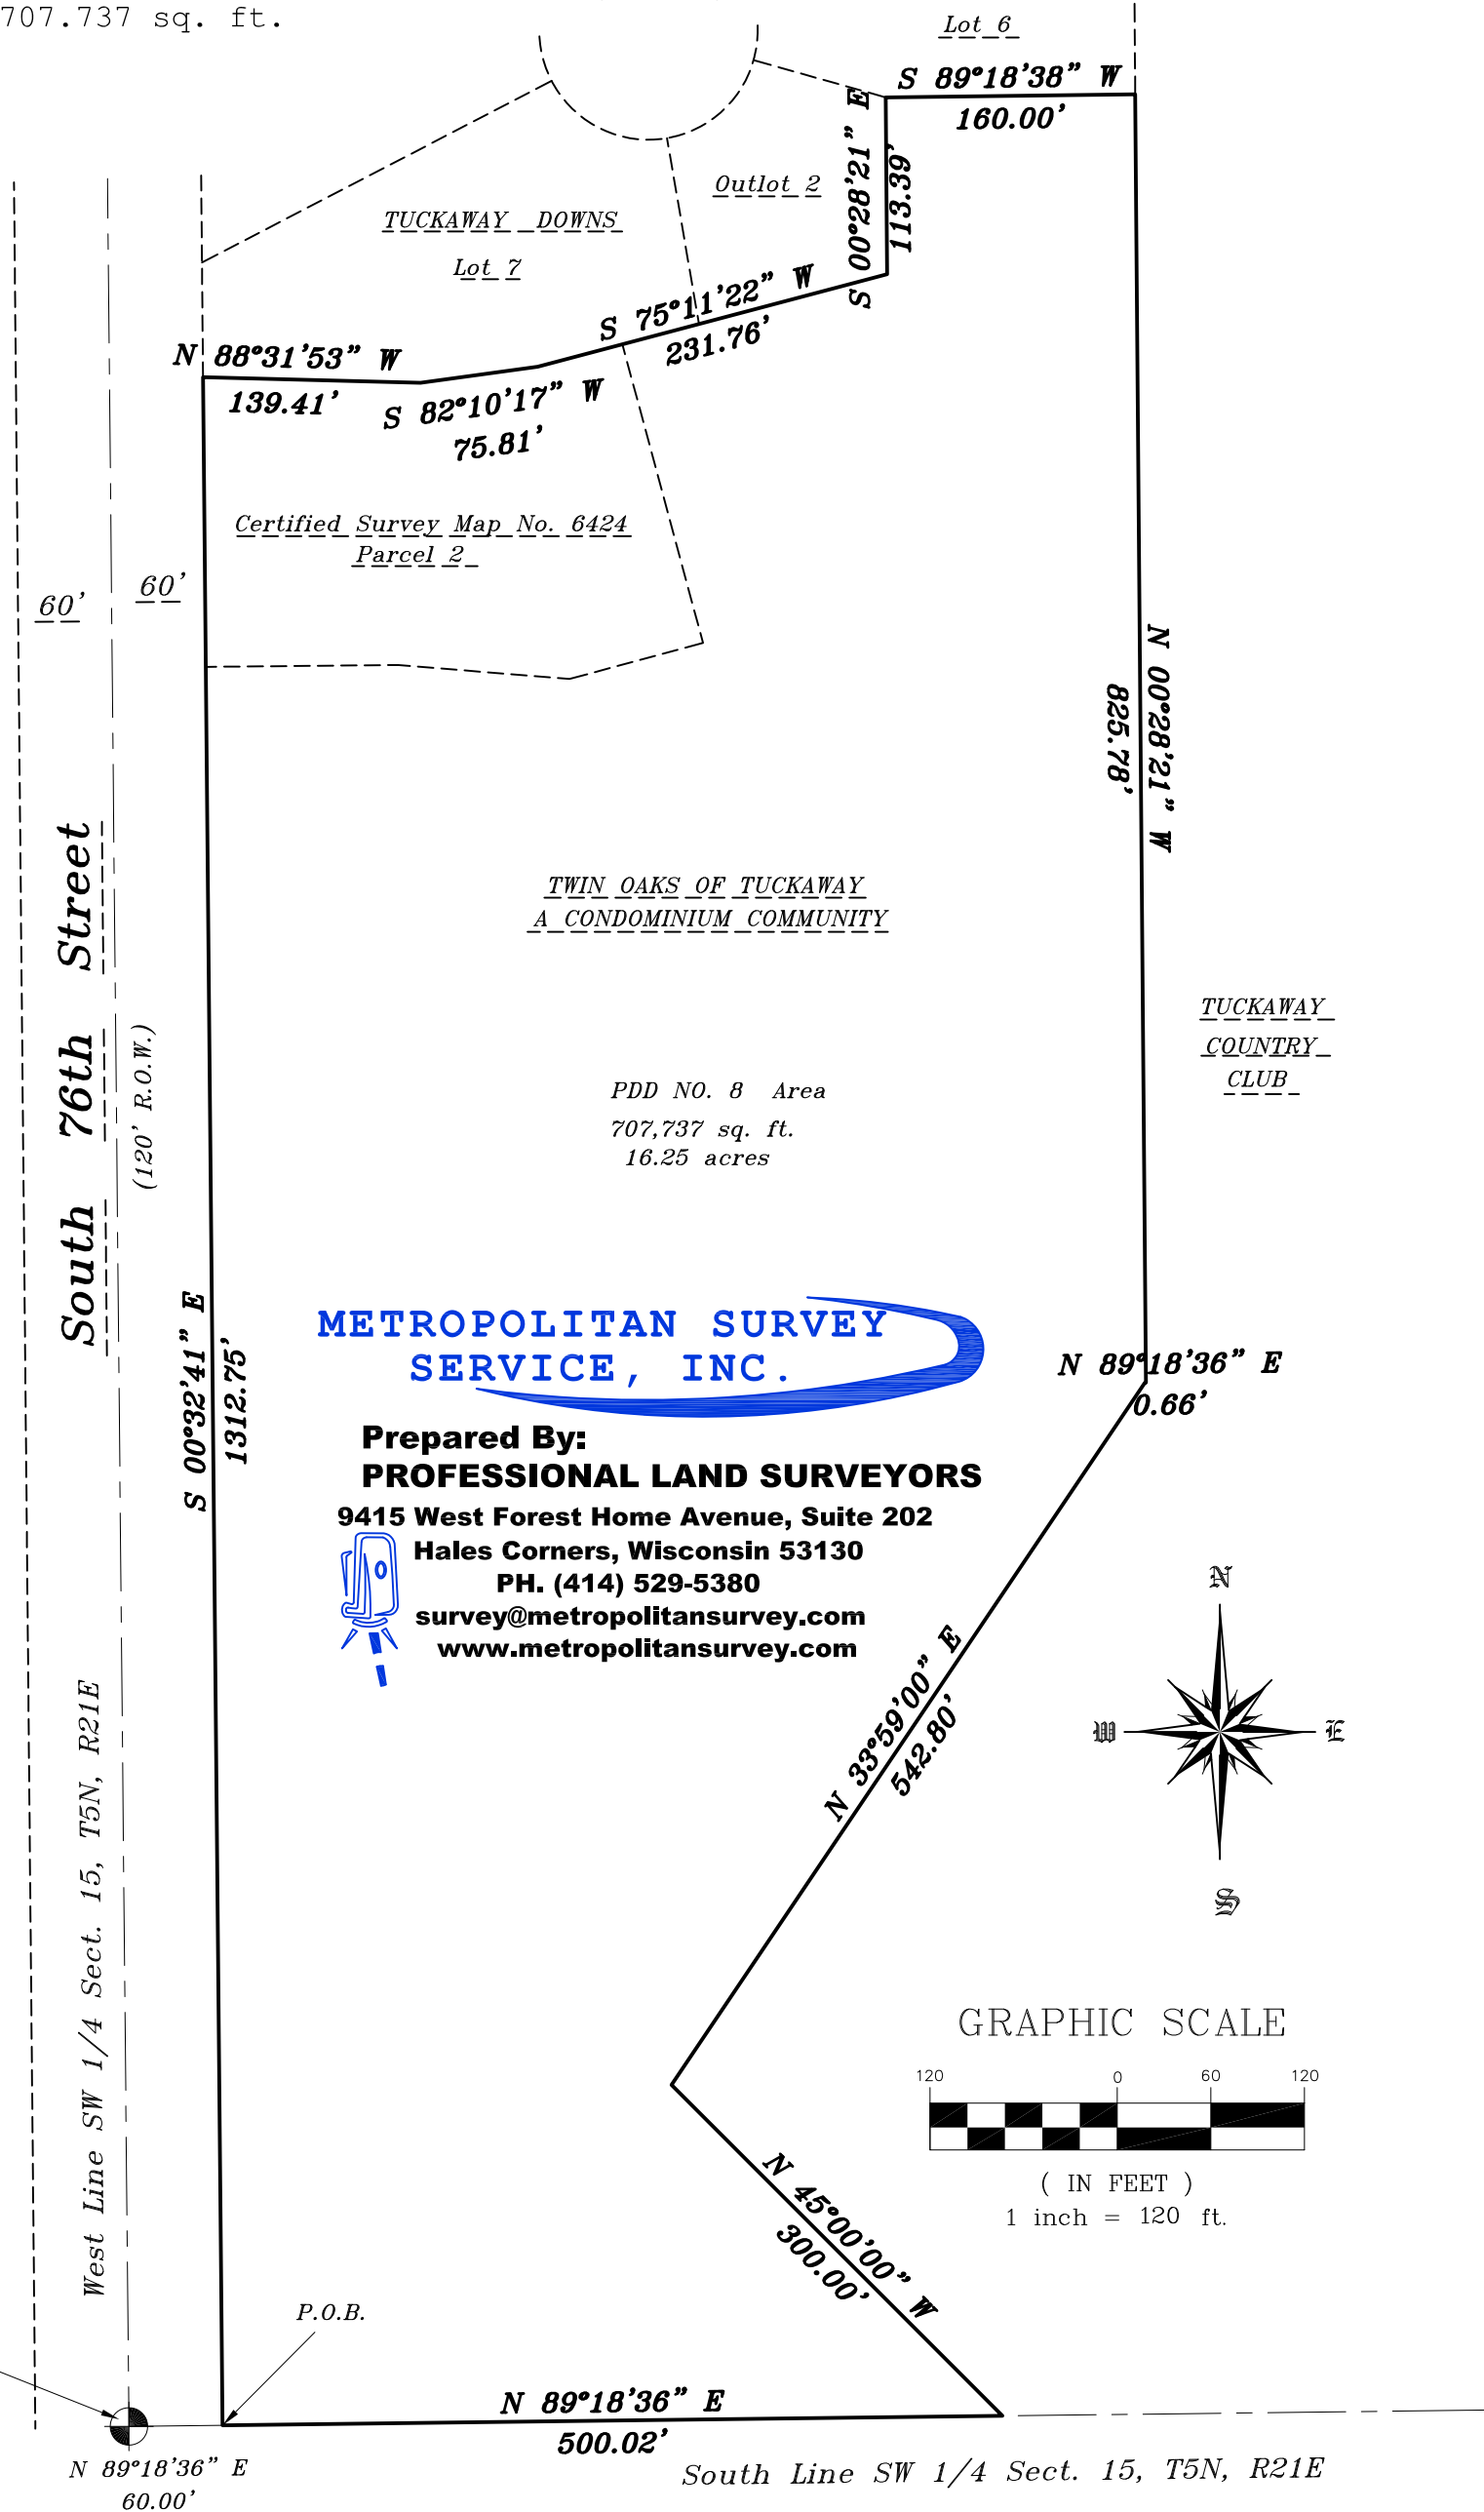 707.737 sq. ft.
Lot 6
S 89°18'38" W
160.00'
S 00°28'21" E
113.39'
Outlot 2
TUCKAWAY DOWNS
Lot 7
S 75°11'22" W
231.76'
N 88°31'53" W
139.41'
S 82°10'17" W
75.81'
Certified Survey Map No. 6424
Parcel 2
60'
60'
N 00°28'21" W
825.78'
South 76th Street
(120' R.O.W.)
TWIN OAKS OF TUCKAWAY
A CONDOMINIUM COMMUNITY
TUCKAWAY
COUNTRY
CLUB
PDD NO. 8 Area
707,737 sq. ft.
16.25 acres
S 00°32'41" E
1312.75'
METROPOLITAN SURVEY
SERVICE, INC.
N 89°18'36" E
0.66'
Prepared By:
PROFESSIONAL LAND SURVEYORS
9415 West Forest Home Avenue, Suite 202
Hales Corners, Wisconsin 53130
PH. (414) 529-5380
survey@metropolitansurvey.com
www.metropolitansurvey.com
N
W
E
S
N 33°59'00" E
542.80'
West Line SW 1/4 Sect. 15, T5N, R21E
GRAPHIC SCALE
120 0 60 120
( IN FEET )
1 inch = 120 ft.
N 45°00'00" W
300.00'
P.O.B.
N 89°18'36" E
500.02'
N 89°18'36" E
60.00'
South Line SW 1/4 Sect. 15, T5N, R21E